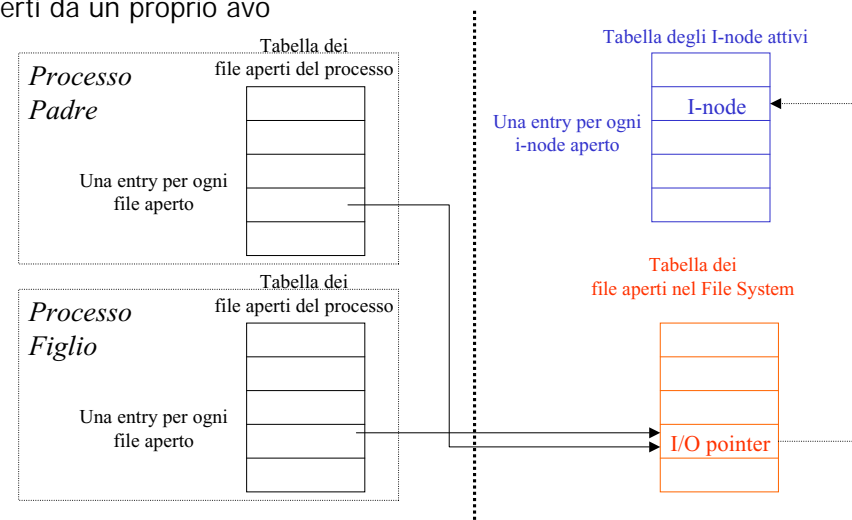 erti da un proprio avo
Tabella dei
file aperti del processo
Processo
Padre
Una entry per ogni
file aperto
Tabella dei
file aperti del processo
Processo
Figlio
Una entry per ogni
file aperto
Tabella degli I-node attivi
I-node
Una entry per ogni
i-node aperto
Tabella dei
file aperti nel File System
I/O pointer